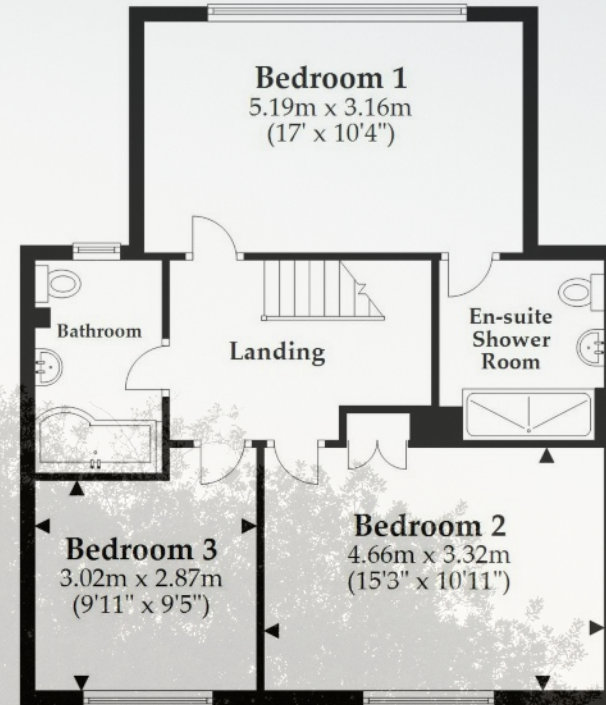 Bedroom 1
5.19m x 3.16m
(17' x 10'4")
Bathroom
Landing
En-suite
Shower
Room
Bedroom 2
4.66m x 3.32m
(15'3" x 10'11")
Bedroom 3
3.02m x 2.87m
(9'11" x 9'5")